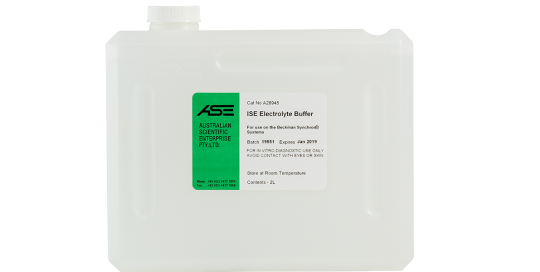 ASE
AUSTRALIAN
SCIENTIFIC
ENTERPRISE
PTY.LTD.
Cat No A28945
ISE Electrolyte Buffer
For use on the Beckman Synchron®
Systems
Batch 19551 Expires Jan 2019
FOR IN VITRO DIAGNOSTIC USE ONLY
AVOID CONTACT WITH EYES OR SKIN
Store at Room Temperature
Contents - 2L